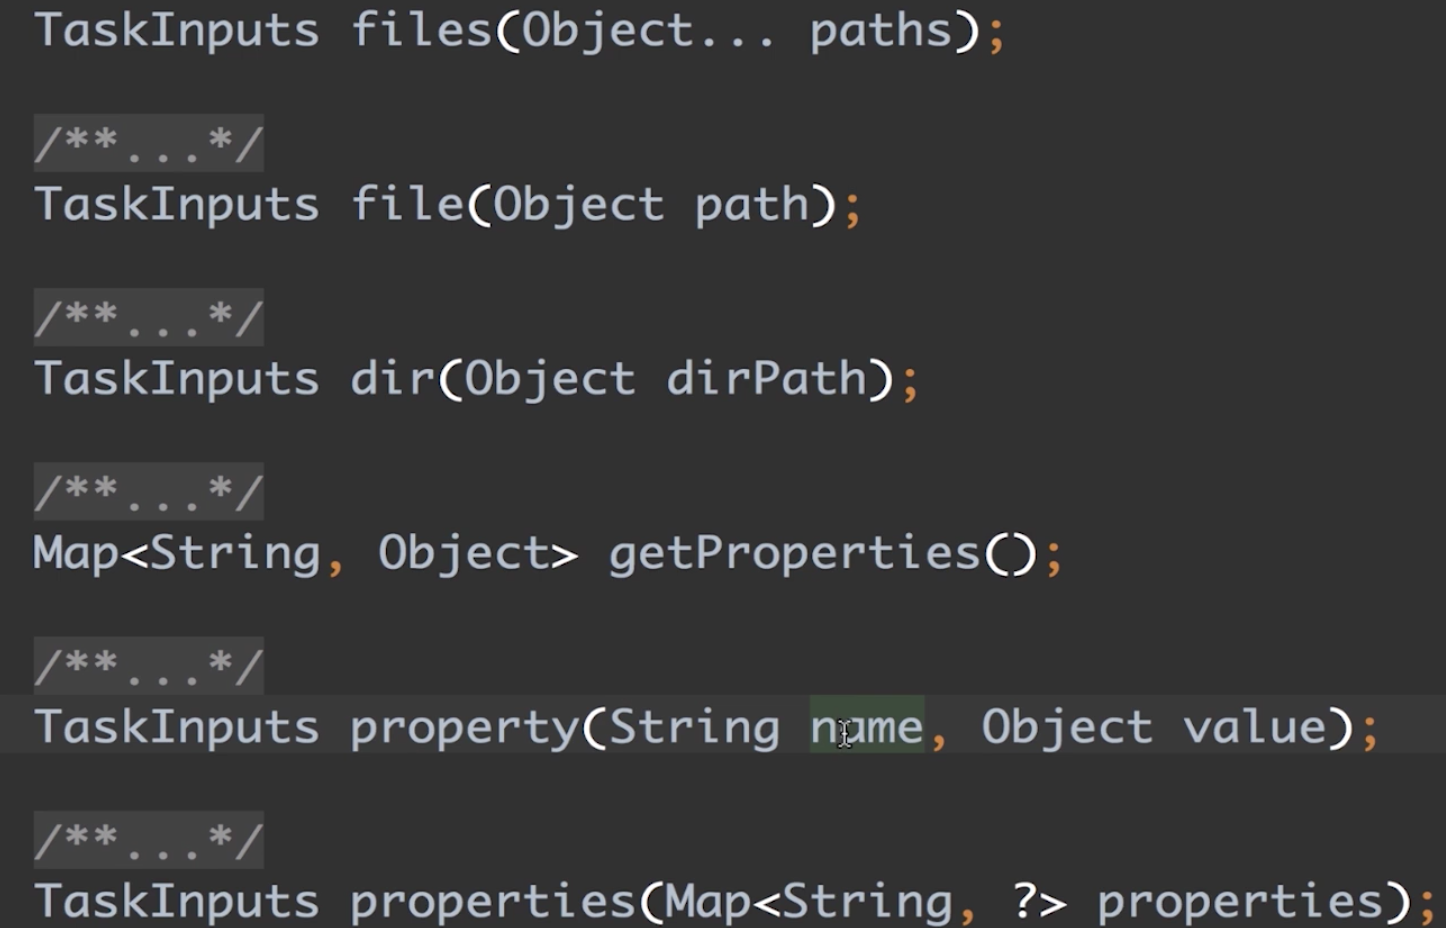 TaskInputs files(Object... paths);
/**...*/
TaskInputs file(Object path);
/**...*/
TaskInputs dir(Object dirPath);
/**...*/
Map<String, Object> getProperties();
/**...*/
TaskInputs property(String name, Object value);
/**...*/
TaskInputs properties(Map<String, ?> properties);